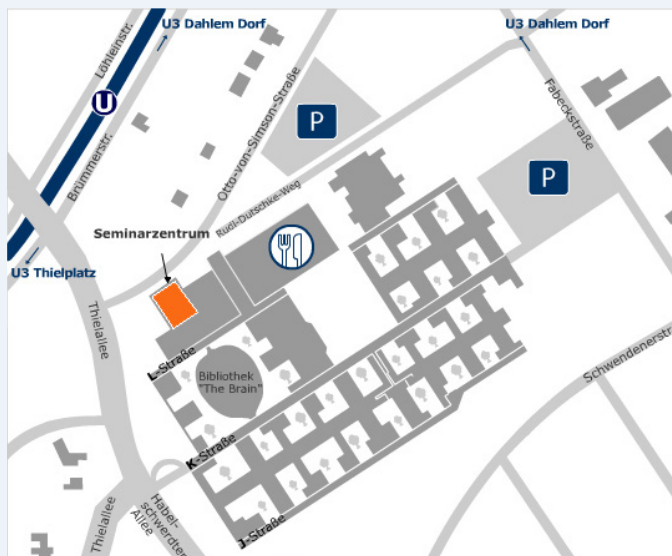 U3 Dahlem Dorf
U3 Dahlem Dorf
Löhleinstr.
U
Brümmerstr.
Otto-von-Simson-Straße
P
Fabeckstraße
P
Rudi-Dutschke-Weg
Seminarzentrum
U3 Thielplatz
Thielallee
L-Straße
Bibliothek
"The Brain"
Schwendenerstr
K-Straße
Habel-
schwerdter
Allee
Thielallee
J-Straße